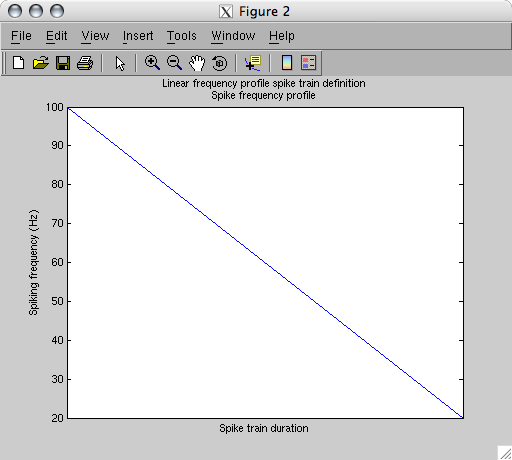 Figure 2
File Edit View Insert Tools Window Help
Linear frequency profile spike train definition
Spike frequency profile
100
90
80
70
60
50
40
30
20
Spiking frequency (Hz)
Spike train duration